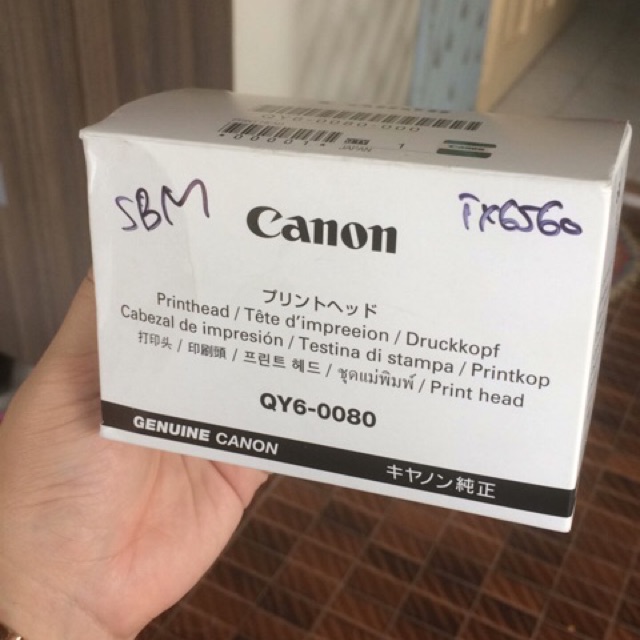 SBM
Canon
ix6560
プリントヘッド
Printhead / Tête d'impreeion / Druckkopf
Cabezal de impresión / Testina di stampa / Printkop
打印头 / 印刷頭 / 프린트 헤드 / ชุดแม่พิมพ์ / Print head
QY6-0080
GENUINE CANON
キヤノン純正